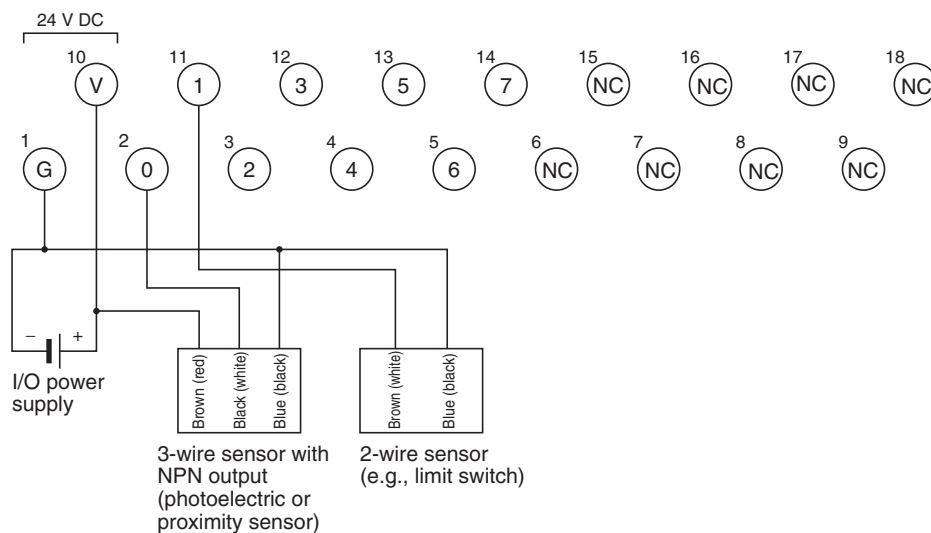 24 V DC
10 11 12 13 14 15 16 17 18
V 1 3 5 7 NC NC NC NC
1 2 3 4 5 6 7 8 9
G 0 2 4 6 NC NC NC NC
– +
I/O power
supply
Brown (red)
Black (white)
Blue (black)
Brown (white)
Blue (black)
3-wire sensor with
NPN output
(photoelectric or
proximity sensor)
2-wire sensor
(e.g., limit switch)